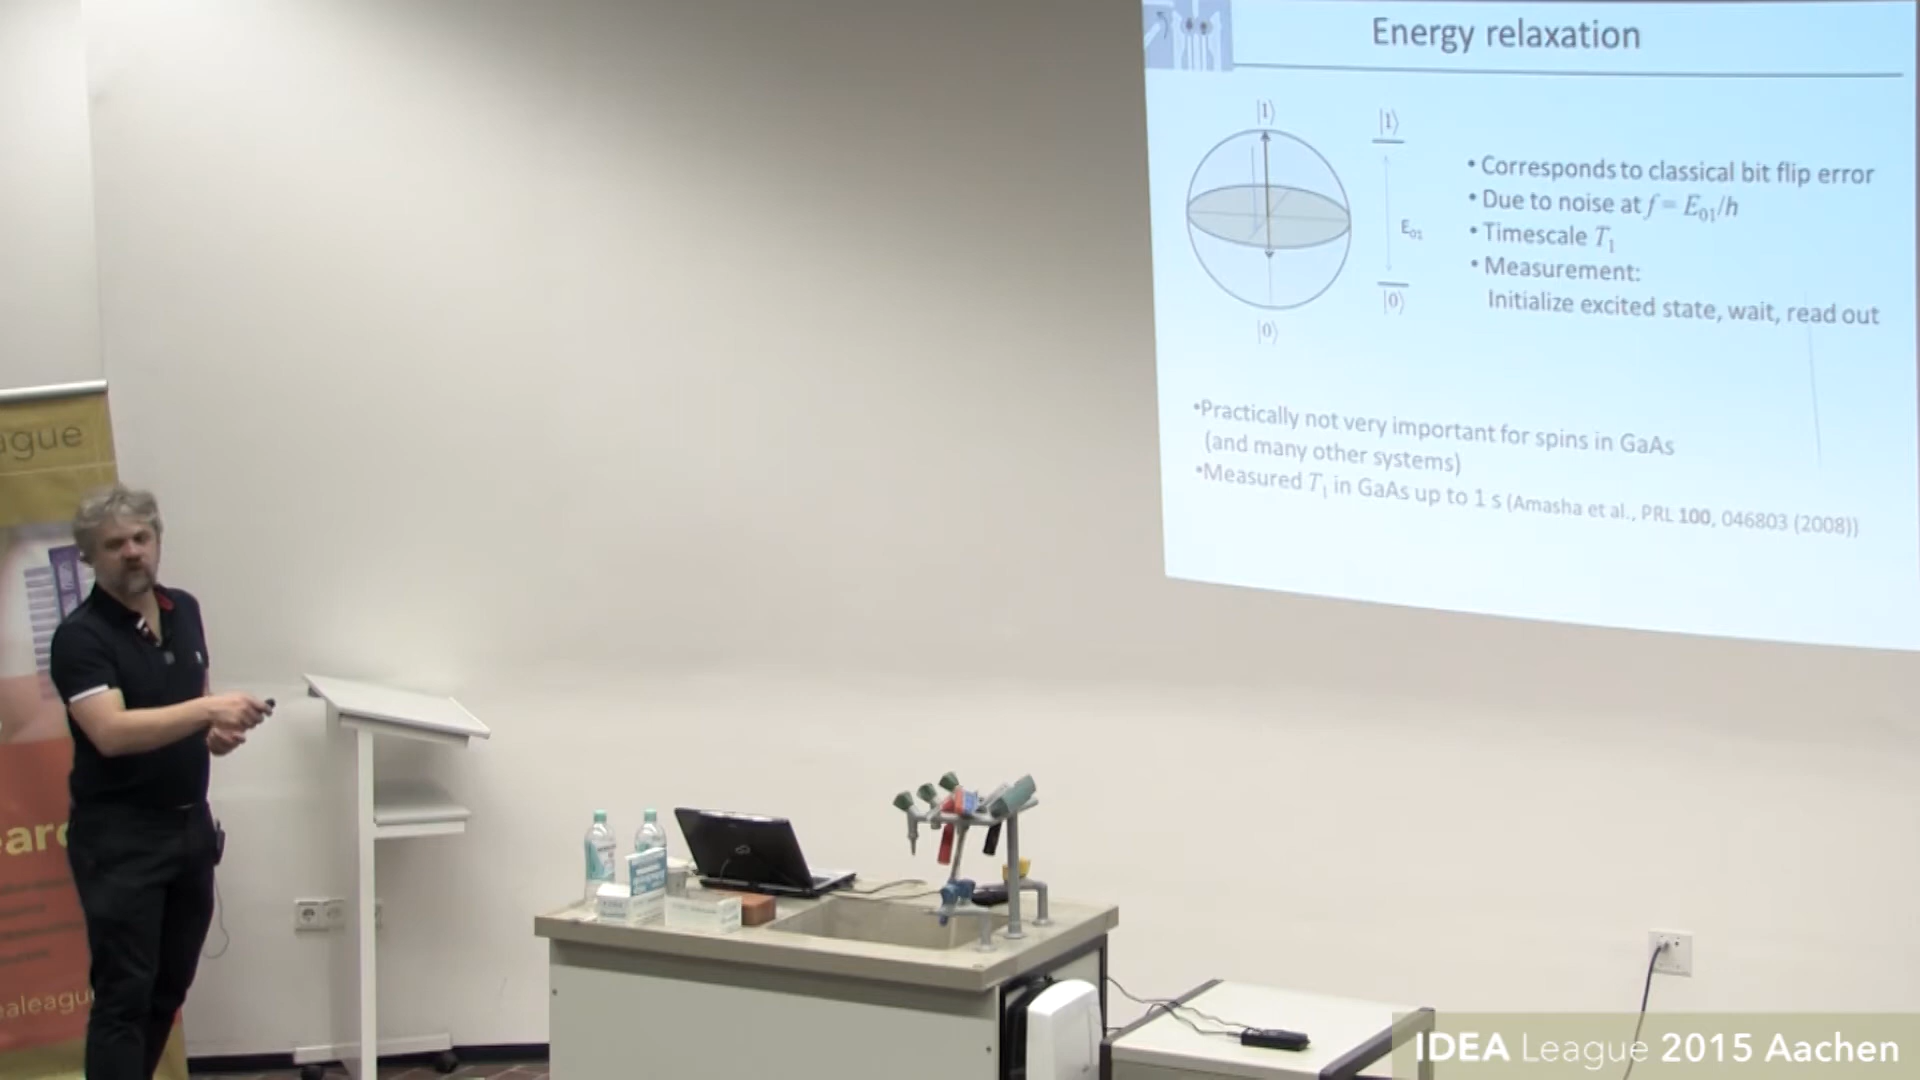 Energy relaxation
|1⟩
|1⟩
E01
|0⟩
|0⟩
• Corresponds to classical bit flip error
• Due to noise at f = E01/h
• Timescale T1
• Measurement:
Initialize excited state, wait, read out
•Practically not very important for spins in GaAs
(and many other systems)
•Measured T1 in GaAs up to 1 s (Amasha et al., PRL 100, 046803 (2008))
ague
earc
ealeagu
IDEA League 2015 Aachen